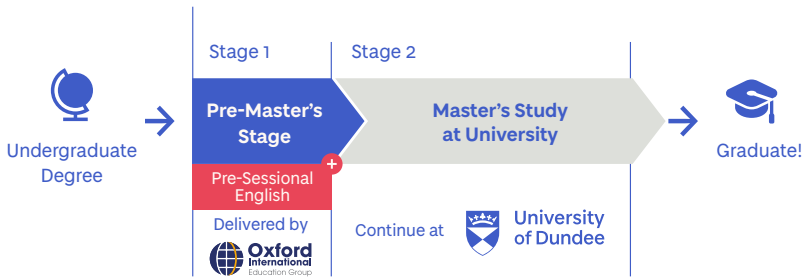 Stage 1
Stage 2
Undergraduate
Degree
Pre-Master's
Stage
+
Pre-Sessional
English
Delivered by
Oxford
International
Education Group
Master's Study
at University
Continue at
University
of Dundee
Graduate!